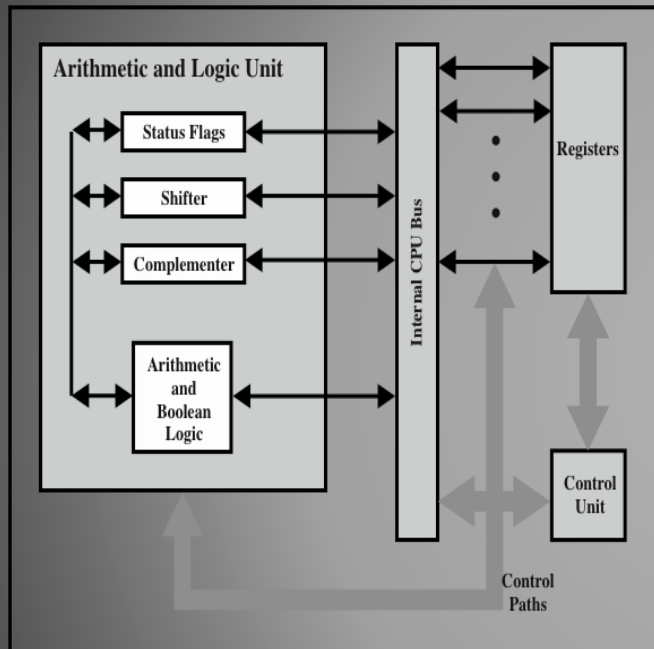 Arithmetic and Logic Unit
Status Flags
Shifter
Complementer
Arithmetic
and
Boolean
Logic
Internal CPU Bus
Registers
Control
Unit
Control
Paths